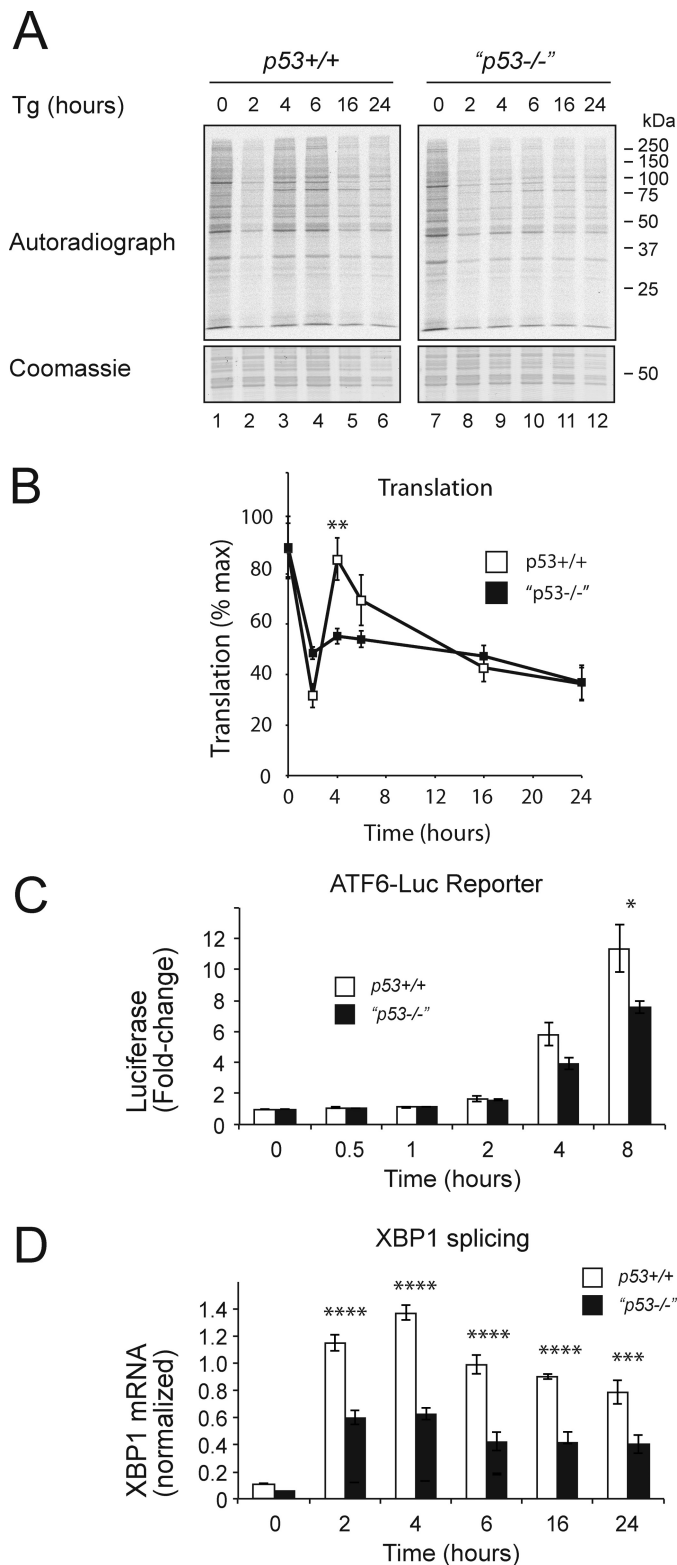 A
p53+/+ “p53-/-”
Tg (hours) 0 2 4 6 16 24 0 2 4 6 16 24
kDa
Autoradiograph
250
150
100
75
50
37
25
Coomassie
50
1 2 3 4 5 6 7 8 9 10 11 12
B
Translation
**
p53+/+
“p53-/-”
Translation (% max)
100
80
60
40
20
0
0 4 8 12 16 20 24
Time (hours)
C
ATF6-Luc Reporter
*
p53+/+
“p53-/-”
Luciferase
(Fold-change)
12
10
8
6
4
2
0
0 0.5 1 2 4 8
Time (hours)
D
XBP1 splicing
p53+/+
“p53-/-”
**** **** **** **** ***
XBP1 mRNA
(normalized)
1.4
1.2
1.0
0.8
0.6
0.4
0.2
0
0 2 4 6 16 24
Time (hours)